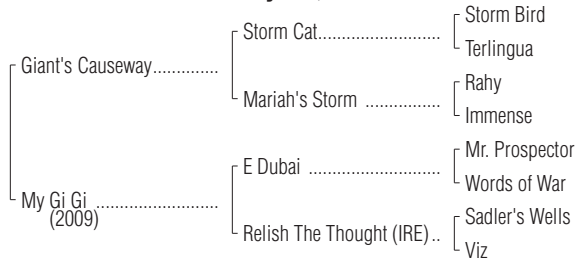 Storm Bird
Storm Cat......................
Terlingua
Giant's Causeway..............
Rahy
Mariah's Storm ................
Immense
Mr. Prospector
E Dubai ...........................
Words of War
My Gi Gi .........................
(2009)
Sadler's Wells
Relish The Thought (IRE)..
Viz